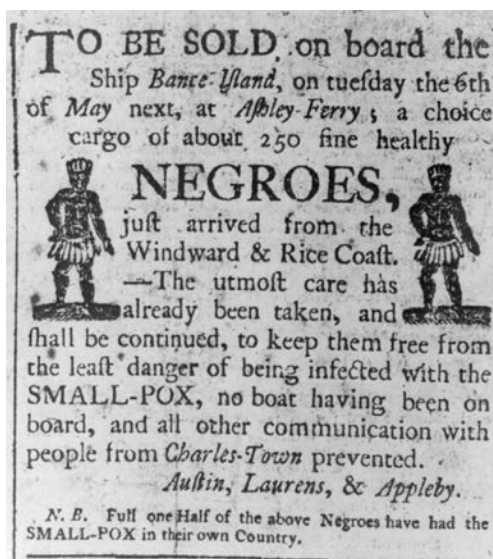 TO BE SOLD, on board the
Ship Bance-Iſland, on tueſday the 6th
of May next, at Aſhley-Ferry; a choice
cargo of about 250 fine healthy
NEGROES,
juſt arrived from the
Windward & Rice Coaſt.
—The utmoſt care has
already been taken, and
ſhall be continued, to keep them free from
the leaſt danger of being infected with the
SMALL-POX, no boat having been on
board, and all other communication with
people from Charles-Town prevented.
Auſtin, Laurens, & Appleby.
N. B. Full one Half of the above Negroes have had the
SMALL-POX in their own Country.